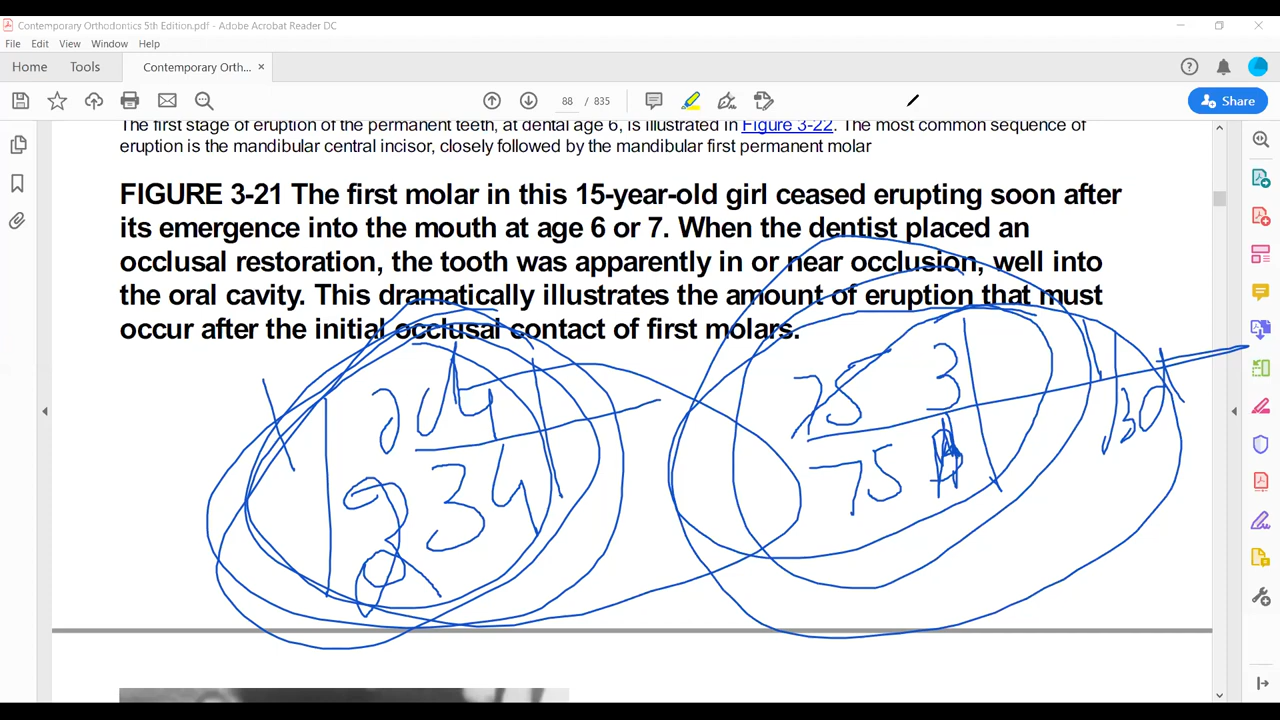 Contemporary Orthodontics 5th Edition.pdf - Adobe Acrobat Reader DC
File Edit View Window Help
Home Tools Contemporary Orth... ×
88 / 835
Share
The first stage of eruption of the permanent teeth, at dental age 6, is illustrated in Figure 3-22. The most common sequence of
eruption is the mandibular central incisor, closely followed by the mandibular first permanent molar
FIGURE 3-21 The first molar in this 15-year-old girl ceased erupting soon after
its emergence into the mouth at age 6 or 7. When the dentist placed an
occlusal restoration, the tooth was apparently in or near occlusion, well into
the oral cavity. This dramatically illustrates the amount of eruption that must
occur after the initial occlusal contact of first molars.
75 3
34 75